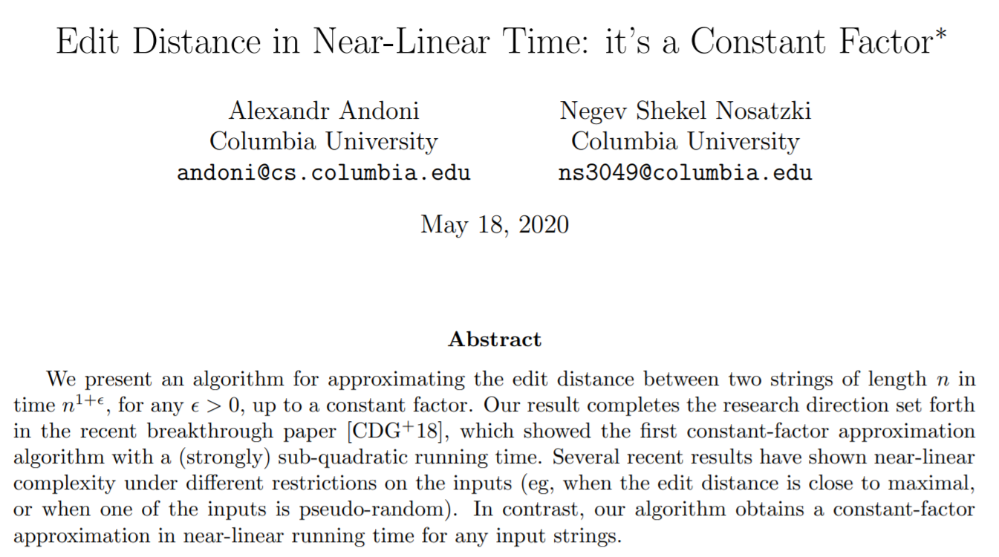 Edit Distance in Near-Linear Time: it's a Constant Factor*
Alexandr Andoni
Columbia University
andoni@cs.columbia.edu
Negev Shekel Nosatzki
Columbia University
ns3049@columbia.edu
May 18, 2020
Abstract
We present an algorithm for approximating the edit distance between two strings of length n in
time n^{1+ϵ}, for any ϵ > 0, up to a constant factor. Our result completes the research direction set forth
in the recent breakthrough paper [CDG+18], which showed the first constant-factor approximation
algorithm with a (strongly) sub-quadratic running time. Several recent results have shown near-linear
complexity under different restrictions on the inputs (eg, when the edit distance is close to maximal,
or when one of the inputs is pseudo-random). In contrast, our algorithm obtains a constant-factor
approximation in near-linear running time for any input strings.